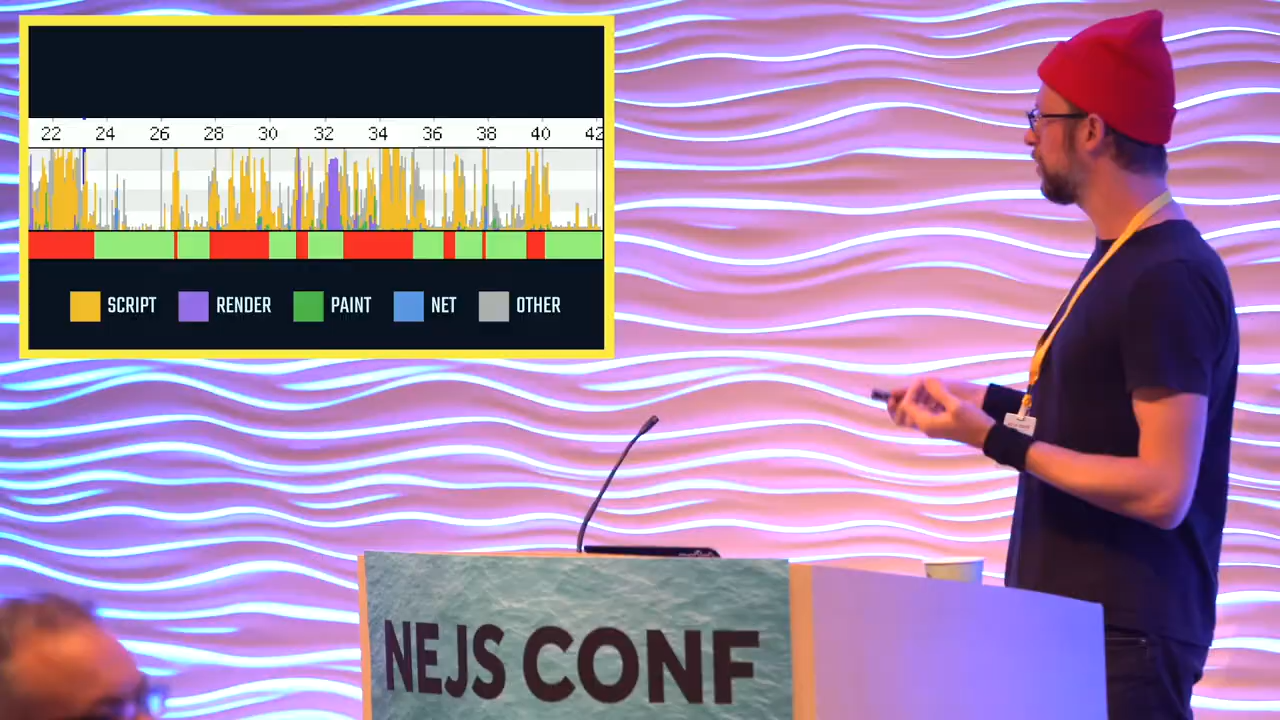 22 24 26 28 30 32 34 36 38 40 42
SCRIPT RENDER PAINT NET OTHER
NEJS CONF